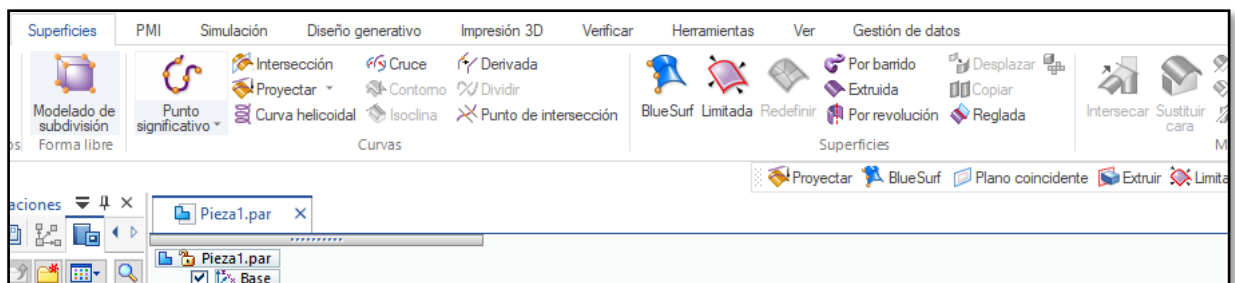 Superficies PMI Simulación Diseño generativo Impresión 3D Verificar Herramientas Ver Gestión de datos
Intersección Cruce Derivada Por barrido Desplazar
Proyectar Contorno Dividir Extruida Copiar
Modelado de subdivisión Punto significativo Curva helicoidal Isoclina Punto de intersección BlueSurf Limitada Redefinir Por revolución Reglada Intersecar Sustituir cara
os Forma libre Curvas Superficies M
Proyectar BlueSurf Plano coincidente Extruir Limita
aciones Pieza1.par
Pieza1.par
Base